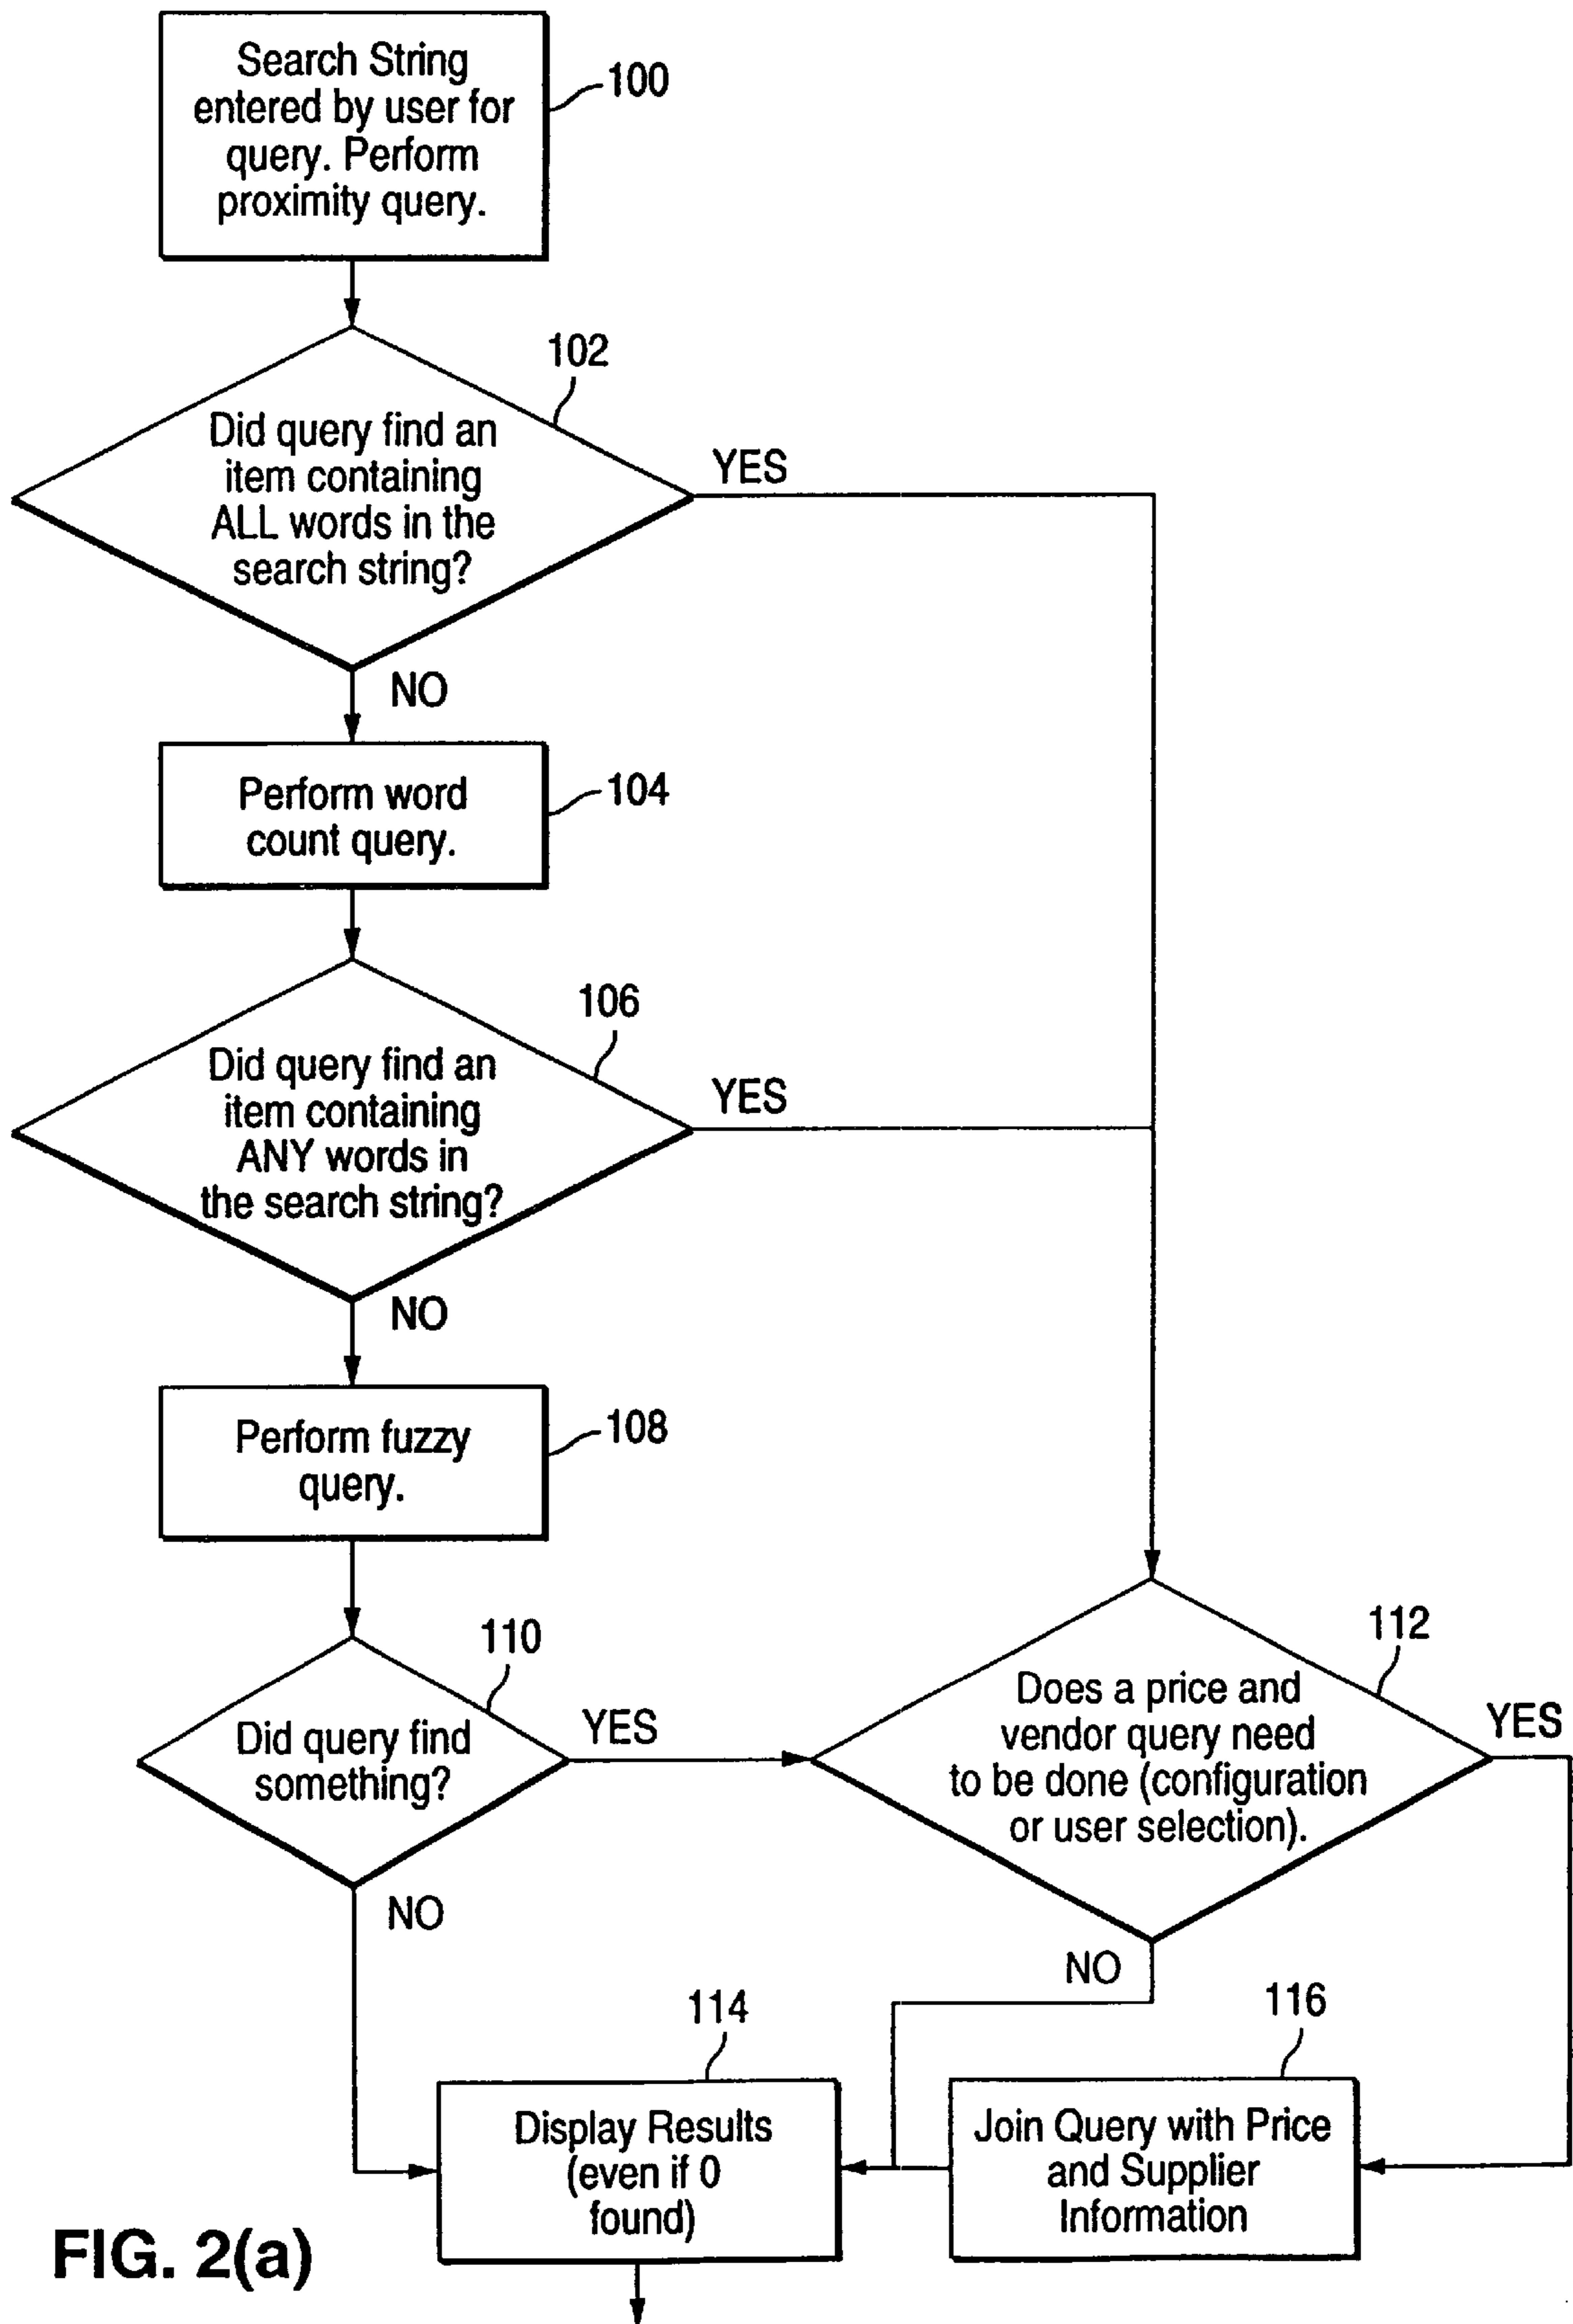 Search String
entered by user for
query. Perform
proximity query.
100
102
Did query find an
item containing
ALL words in the
search string?
YES
NO
Perform word
count query.
104
106
Did query find an
item containing
ANY words in
the search string?
YES
NO
Perform fuzzy
query.
108
110
Did query find
something?
YES
NO
112
Does a price and
vendor query need
to be done (configuration
or user selection).
YES
NO
114
Display Results
(even if 0
found)
116
Join Query with Price
and Supplier
Information
FIG. 2(a)